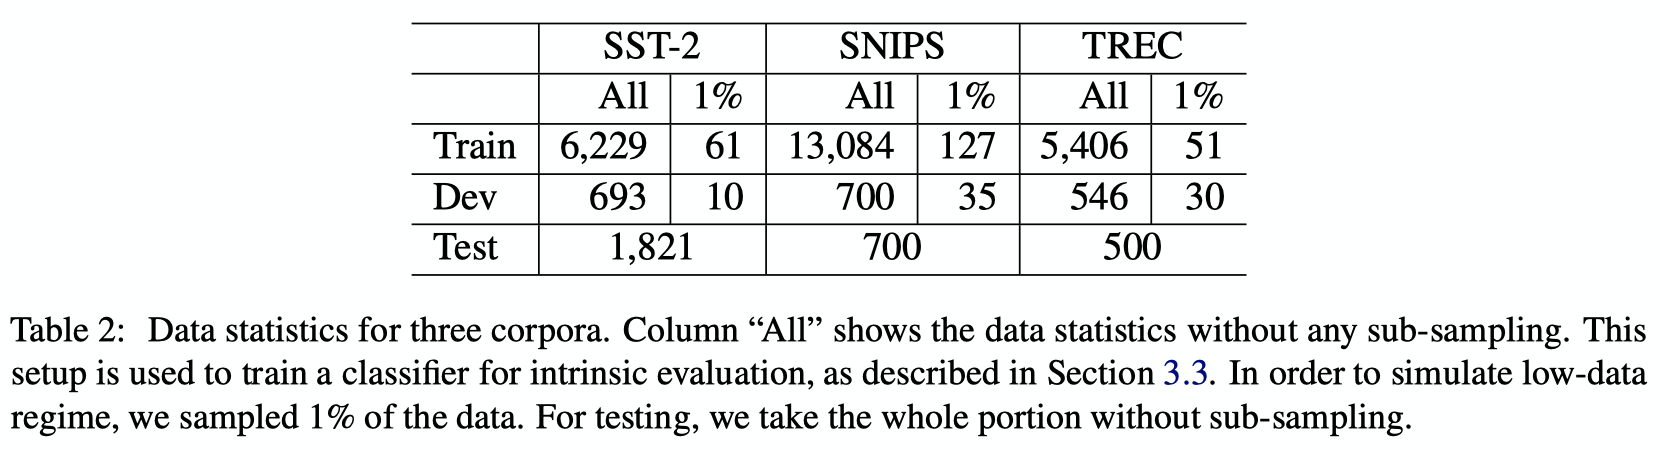 SST-2 SNIPS TREC
All 1% All 1% All 1%
Train 6,229 61 13,084 127 5,406 51
Dev 693 10 700 35 546 30
Test 1,821 700 500
Table 2: Data statistics for three corpora. Column “All” shows the data statistics without any sub-sampling. This
setup is used to train a classifier for intrinsic evaluation, as described in Section 3.3. In order to simulate low-data
regime, we sampled 1% of the data. For testing, we take the whole portion without sub-sampling.